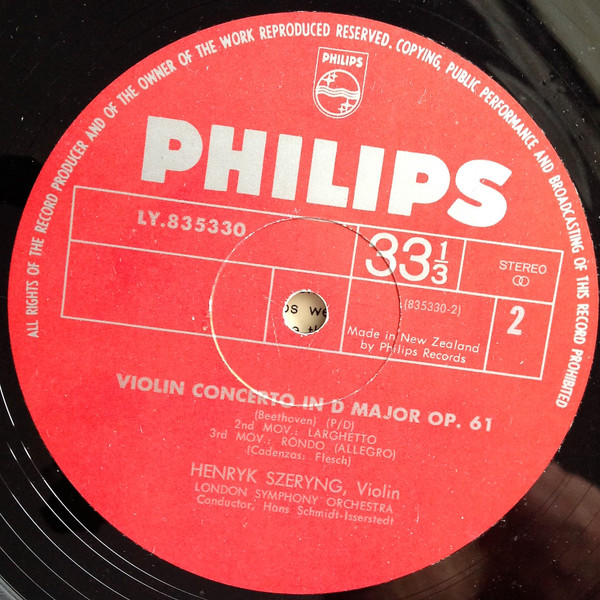 ALL RIGHTS OF THE RECORD PRODUCER AND OF THE OWNER OF THE WORK REPRODUCED RESERVED. COPYING, PUBLIC PERFORMANCE AND BROADCASTING OF THIS RECORD PROHIBITED
PHILIPS
PHILIPS
LY.835330
33 1/3
STEREO
(835330-2)
2
Made in New Zealand
by Philips Records
VIOLIN CONCERTO IN D MAJOR OP. 61
(Beethoven) (P/D)
2nd MOV.: LARGHETTO
3rd MOV.: RONDO (ALLEGRO)
(Cadenzas: Flesch)
HENRYK SZERYNG, Violin
LONDON SYMPHONY ORCHESTRA
Conductor, Hans Schmidt-Isserstedt